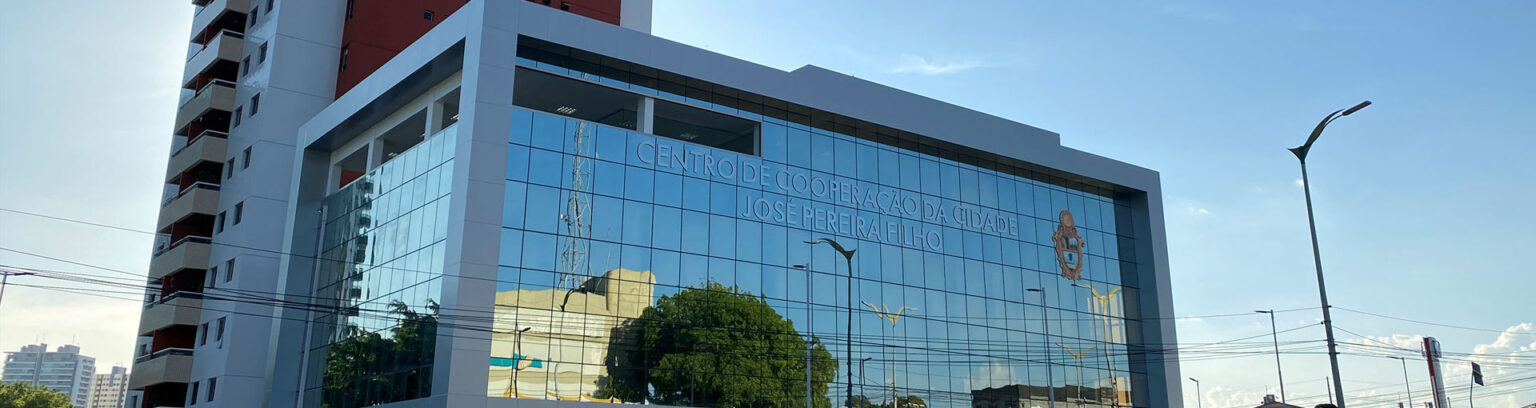 CENTRO DE COOPERAÇÃO DA CIDADE
JOSÉ PEREIRA FILHO